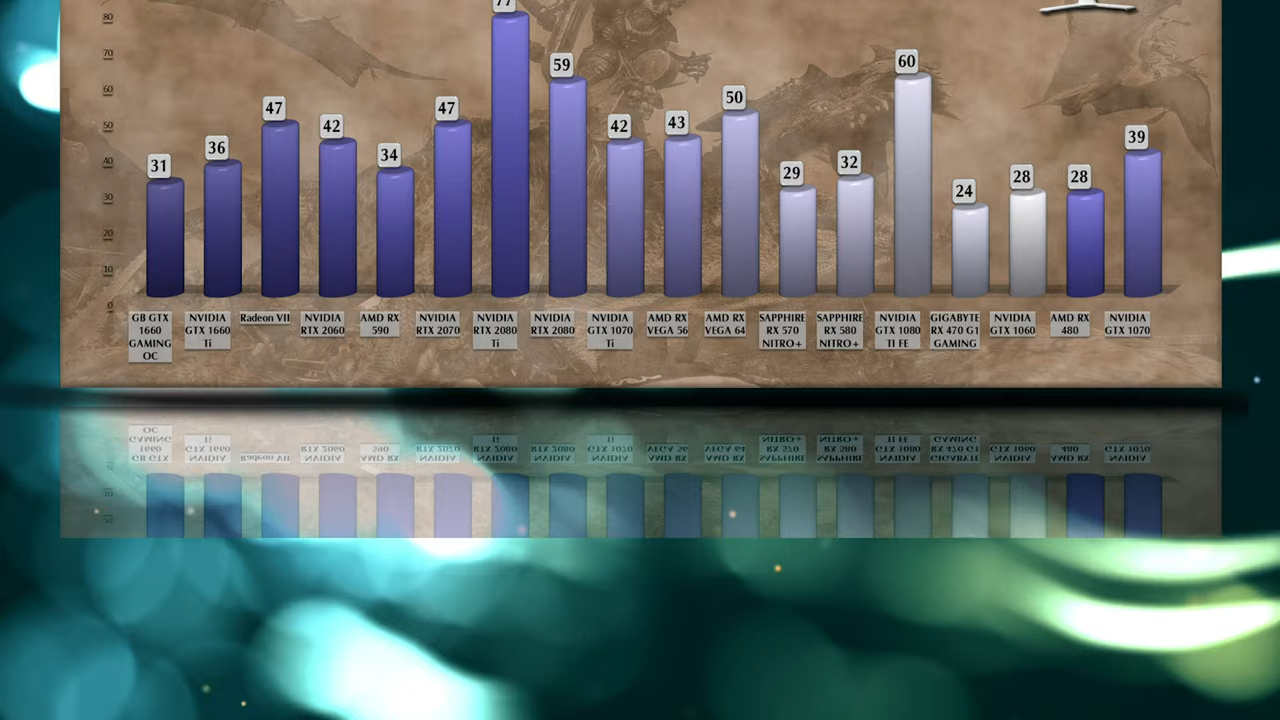 77
80
70
60
59
60
50
47
47
50
42
42
43
40
36
34
39
31
29
32
30
28
28
24
20
10
0
GB GTX 1660 GAMING OC
NVIDIA GTX 1660 Ti
Radeon VII
NVIDIA RTX 2060
AMD RX 590
NVIDIA RTX 2070
NVIDIA RTX 2080 Ti
NVIDIA RTX 2080
NVIDIA GTX 1070 Ti
AMD RX VEGA 56
AMD RX VEGA 64
SAPPHIRE RX 570 NITRO+
SAPPHIRE RX 580 NITRO+
NVIDIA GTX 1080 TI FE
GIGABYTE RX 470 G1 GAMING
NVIDIA GTX 1060
AMD RX 480
NVIDIA GTX 1070